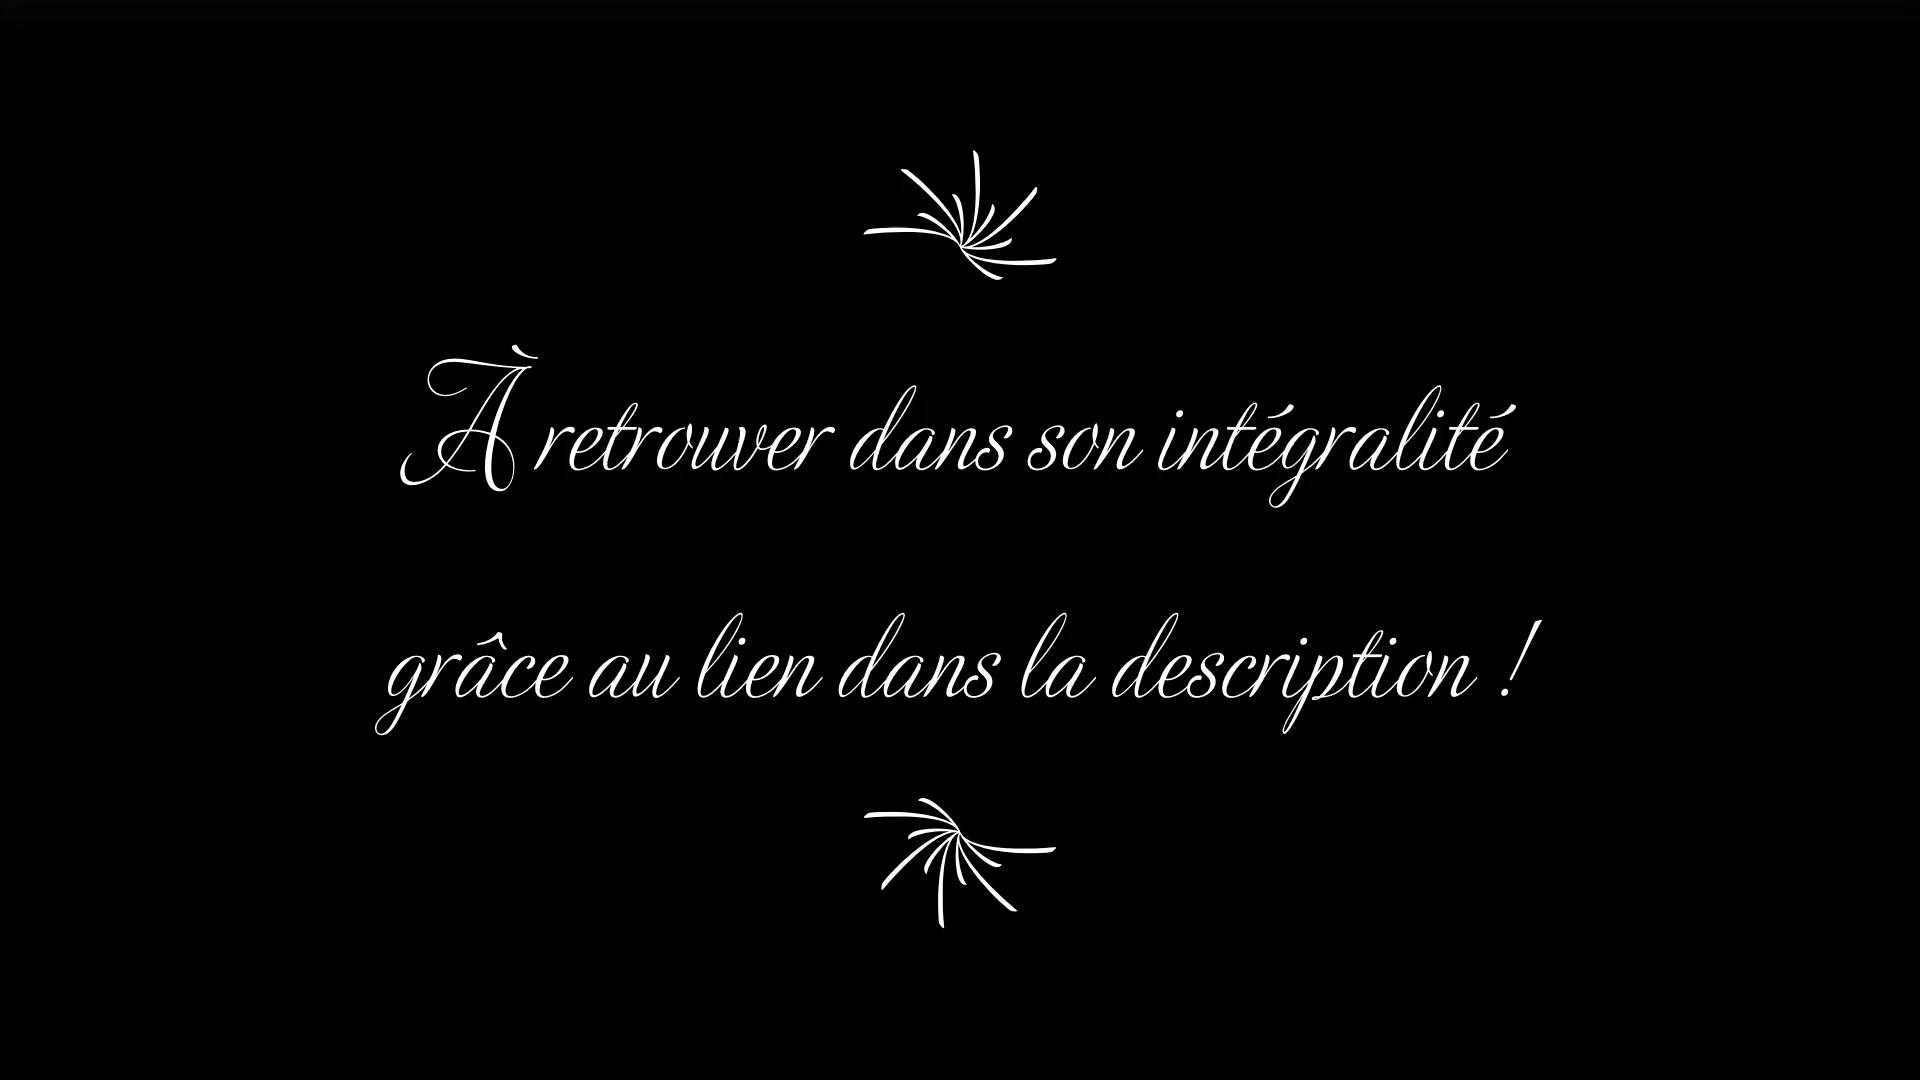 À retrouver dans son intégralité
grâce au lien dans la description !